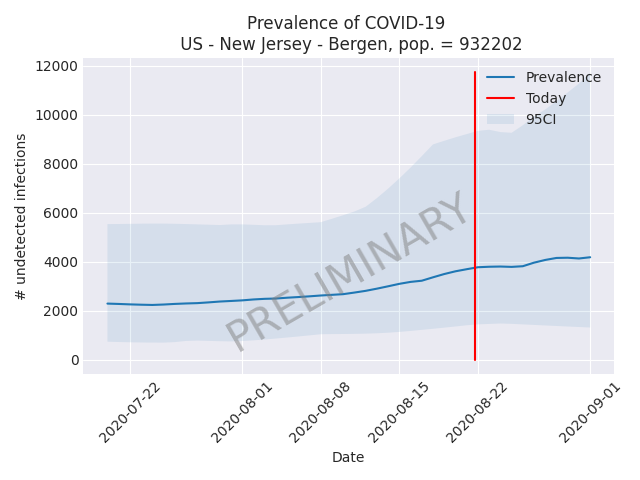 Prevalence of COVID-19
US - New Jersey - Bergen, pop. = 932202
# undetected infections
12000
10000
8000
6000
4000
2000
0
Prevalence
Today
95CI
PRELIMINARY
2020-07-22
2020-08-01
2020-08-08
2020-08-15
2020-08-22
2020-09-01
Date